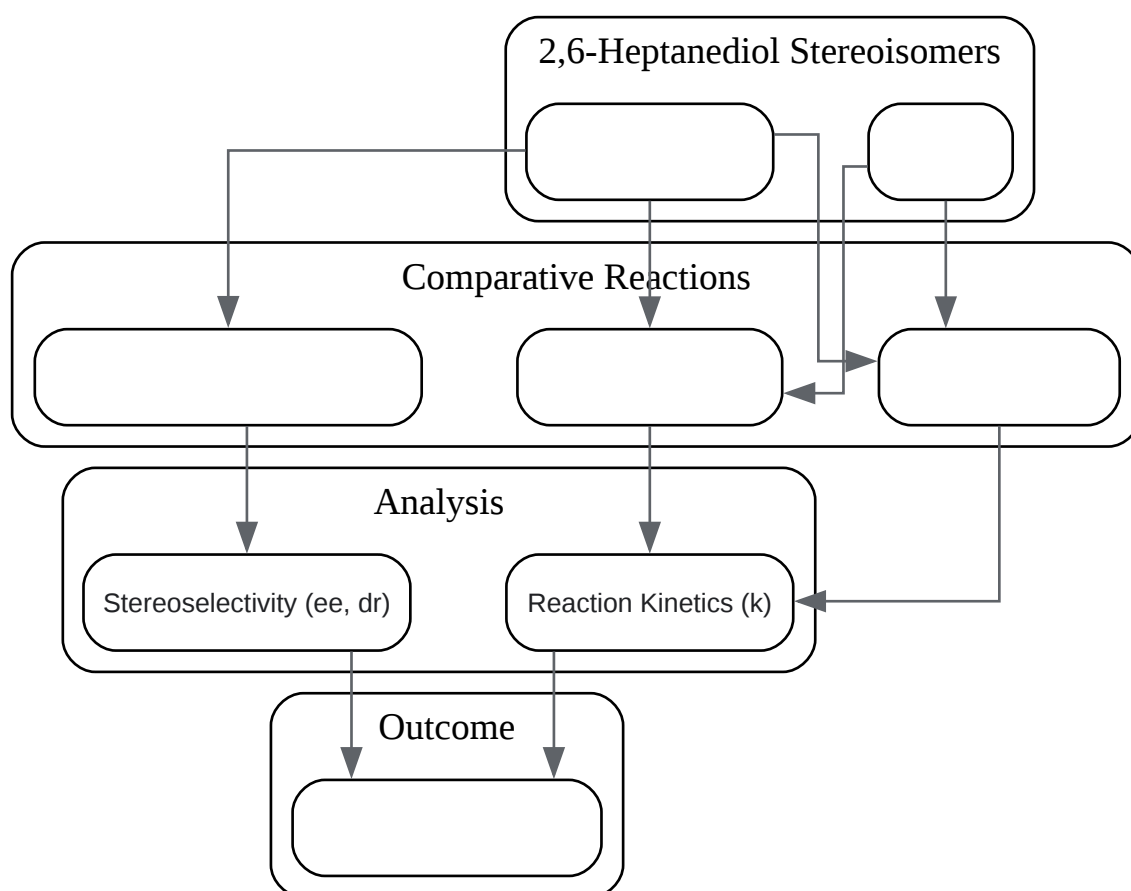 2,6-Heptanediol Stereoisomers
Comparative Reactions
Analysis
Stereoselectivity (ee, dr)
Reaction Kinetics (k)
Outcome